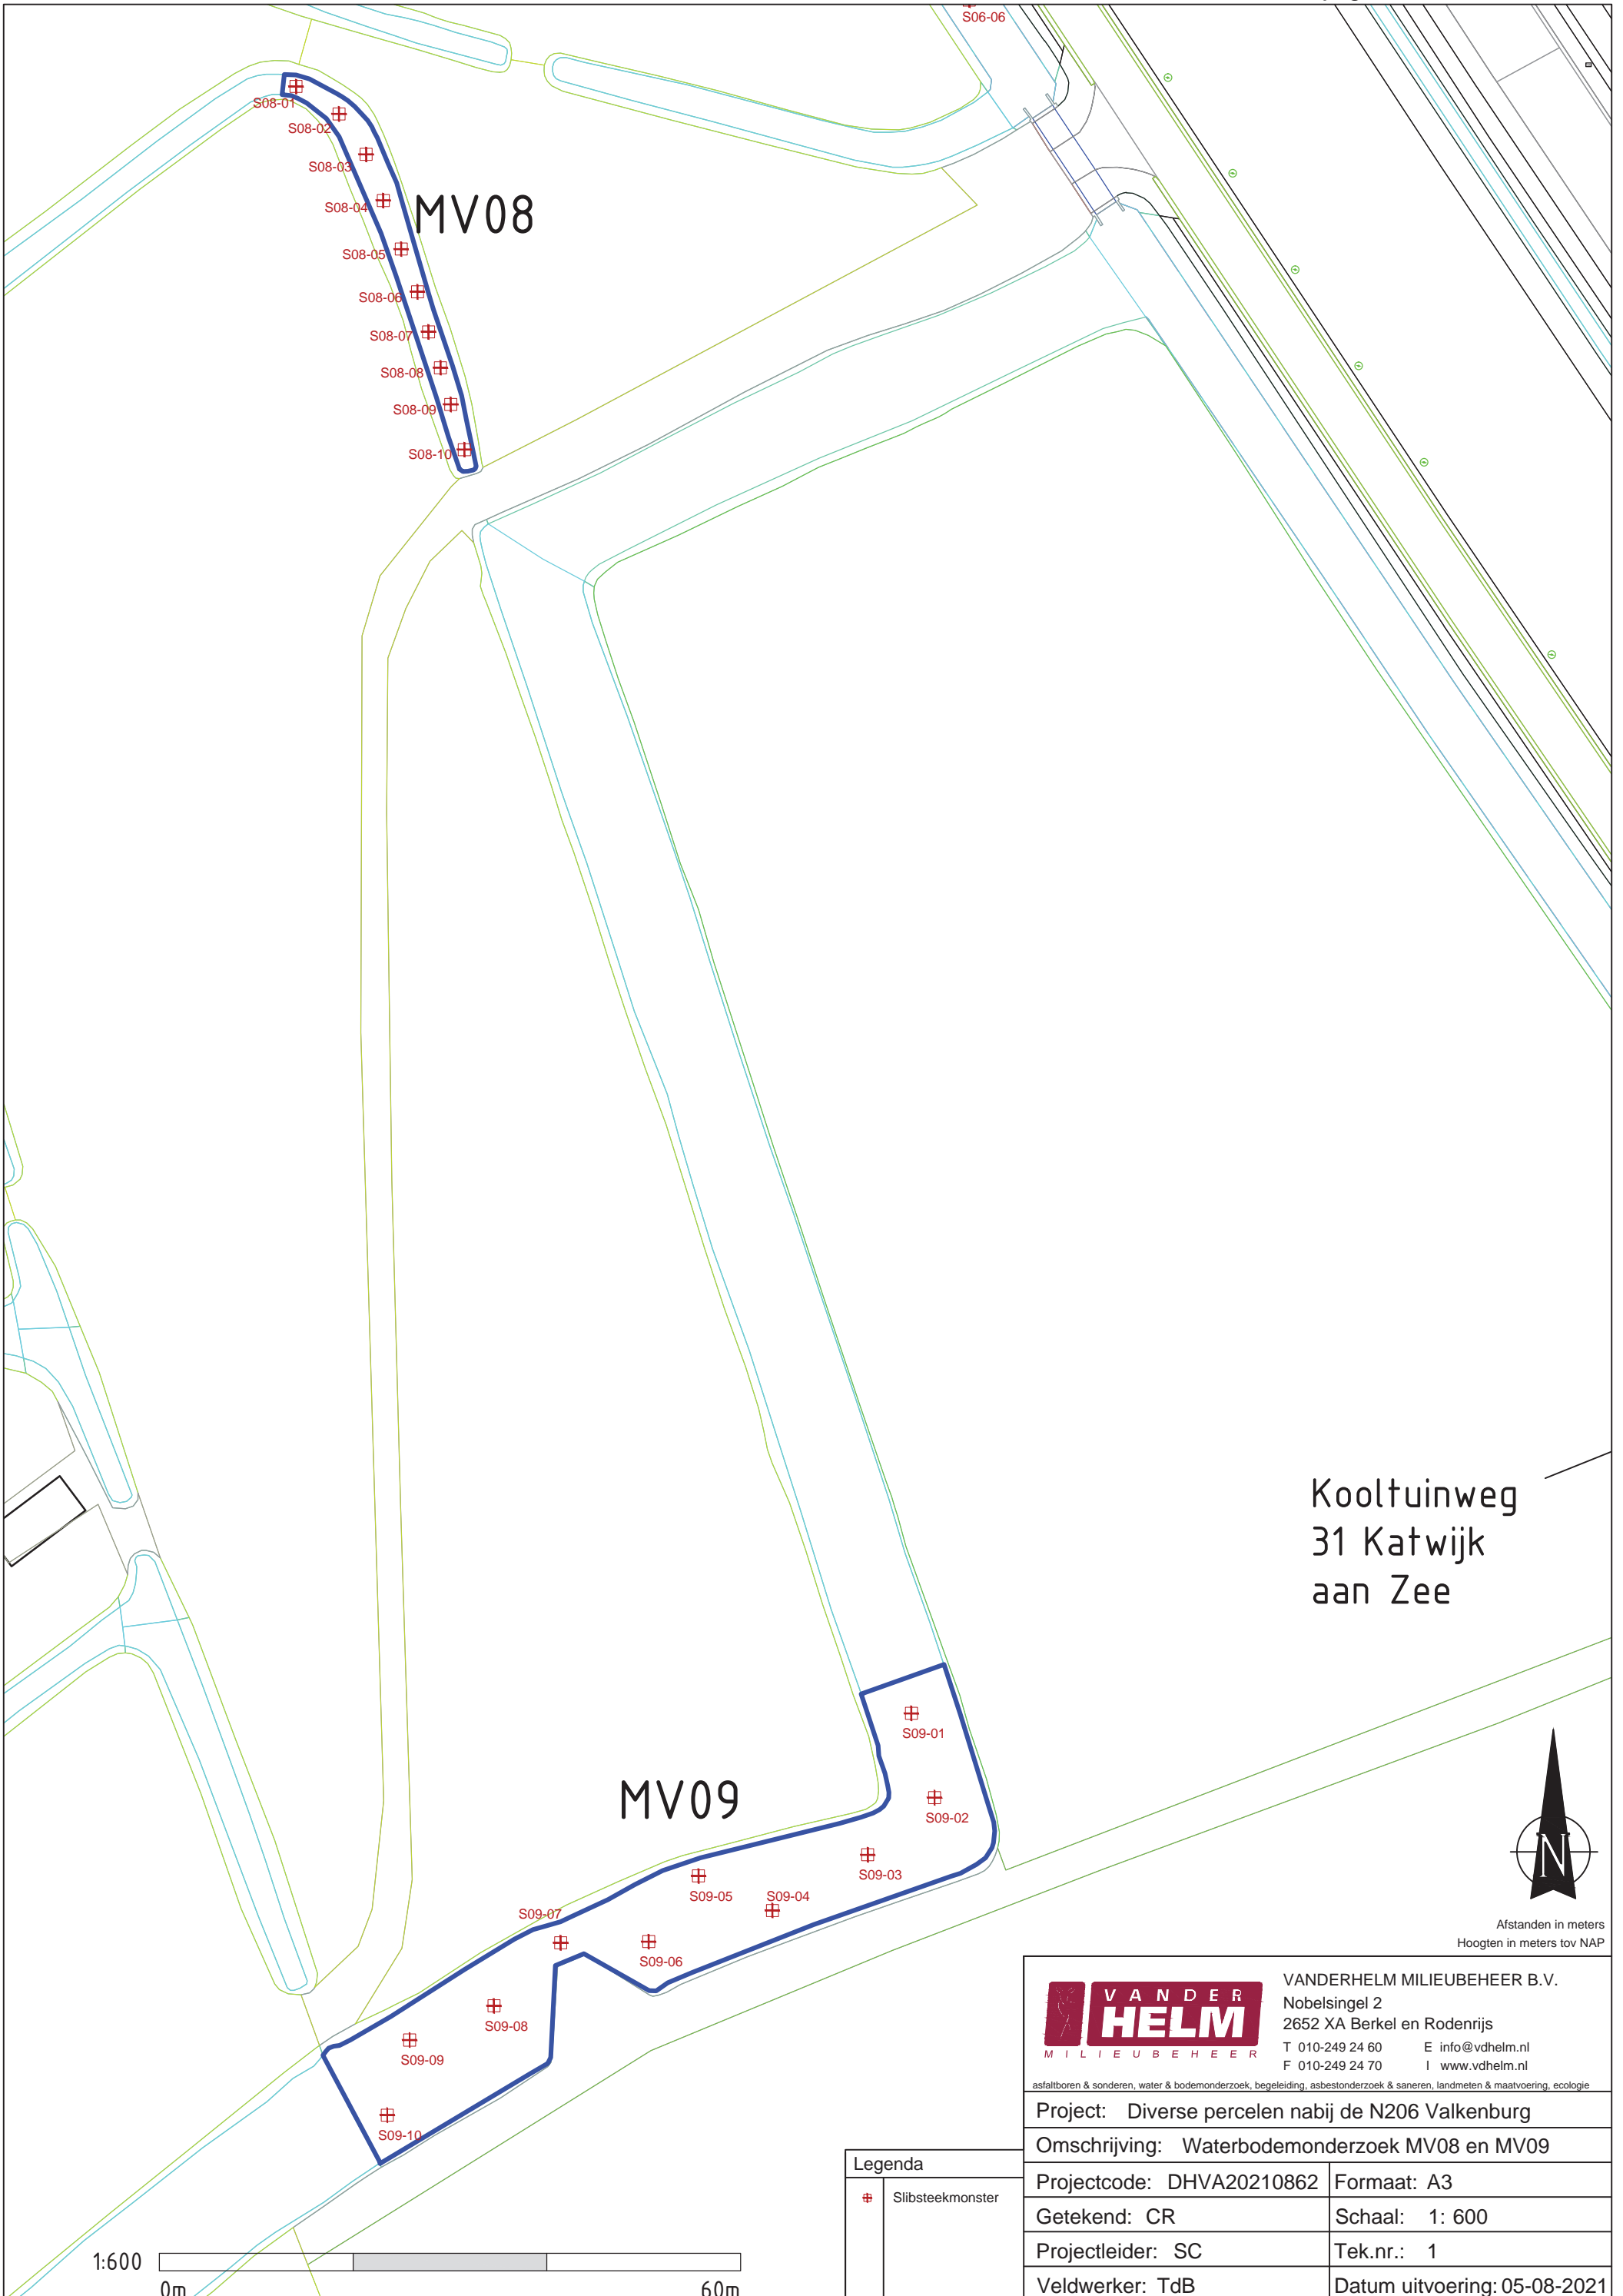 S06-06
S08-01
S08-02
S08-03
S08-04
MV08
S08-05
S08-06
S08-07
S08-08
S08-09
S08-10
Kooltuinweg
31 Katwijk
aan Zee
S09-01
MV09
S09-02
S09-03
S09-05
S09-04
S09-07
S09-06
S09-08
S09-09
S09-10
N
Afstanden in meters
Hoogten in meters tov NAP
VANDER
HELM
MILIEUBEHEER
VANDERHELM MILIEUBEHEER B.V.
Nobelsingel 2
2652 XA Berkel en Rodenrijs
T 010-249 24 60 E info@vdhelm.nl
F 010-249 24 70 I www.vdhelm.nl
asfaltboren & sonderen, water & bodemonderzoek, begeleiding, asbestonderzoek & saneren, landmeten & maatvoering, ecologie
Project: Diverse percelen nabij de N206 Valkenburg
Omschrijving: Waterbodemonderzoek MV08 en MV09
Projectcode: DHVA20210862 Formaat: A3
Getekend: CR Schaal: 1: 600
Projectleider: SC Tek.nr.: 1
Veldwerker: TdB Datum uitvoering: 05-08-2021
Legenda
Slibsteekmonster
1:600
0m 60m